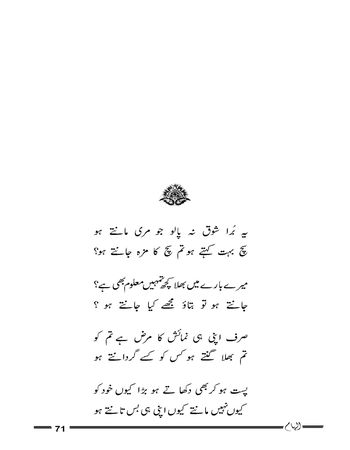 یہ بُرا شوق نہ پالو جو مری مانتے ہو
سچ بہت کہتے ہو تم سچ کا مزہ جانتے ہو؟
میرے بارے میں بھلا کچھ تمہیں معلوم بھی ہے؟
جانتے ہو تو بتاؤ مجھے کیا جانتے ہو ؟
صرف اپنی ہی نمائش کا مرض ہے تم کو
تم بھلا گنتے ہو کس کو کسے گردانتے ہو
پست ہو کر بھی دکھاتے ہو بڑا کیوں خود کو
کیوں نہیں مانتے کیوں اپنی ہی بس تانتے ہو
71